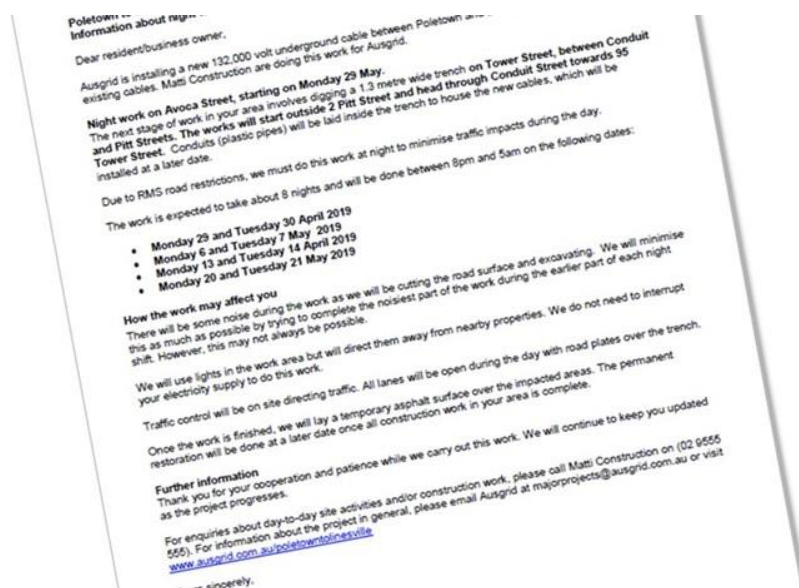 Poletown to
Information about night
Dear resident/business owner,
Ausgrid is installing a new 132,000 volt underground cable between Poletown and
existing cables. Matti Construction are doing this work for Ausgrid.
Night work on Avoca Street, starting on Monday 29 May.
The next stage of work in your area involves digging a 1.3 metre wide trench on Tower Street, between Conduit
and Pitt Streets. The works will start outside 2 Pitt Street and head through Conduit Street towards 95
Tower Street. Conduits (plastic pipes) will be laid inside the trench to house the new cables, which will be
installed at a later date.
Due to RMS road restrictions, we must do this work at night to minimise traffic impacts during the day.
The work is expected to take about 8 nights and will be done between 8pm and 5am on the following dates:
• Monday 29 and Tuesday 30 April 2019
• Monday 6 and Tuesday 7 May 2019
• Monday 13 and Tuesday 14 April 2019
• Monday 20 and Tuesday 21 May 2019
How the work may affect you
There will be some noise during the work as we will be cutting the road surface and excavating. We will minimise
this as much as possible by trying to complete the noisiest part of the work during the earlier part of each night
shift. However, this may not always be possible.
We will use lights in the work area but will direct them away from nearby properties. We do not need to interrupt
your electricity supply to do this work.
Traffic control will be on site directing traffic. All lanes will be open during the day with road plates over the trench.
Once the work is finished, we will lay a temporary asphalt surface over the impacted areas. The permanent
restoration will be done at a later date once all construction work in your area is complete.
Further information
Thank you for your cooperation and patience while we carry out this work. We will continue to keep you updated
as the project progresses.
For enquiries about day-to-day site activities and/or construction work, please call Matti Construction on (02 9555
555). For information about the project in general, please email Ausgrid at majorprojects@ausgrid.com.au or visit
www.ausgrid.com.au/poletowntolinesville
sincerely,